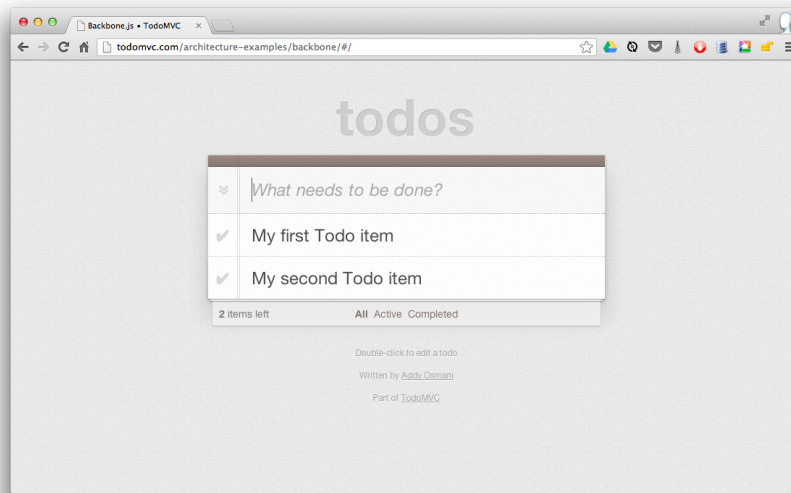 Backbone.js • TodoMVC
todomvc.com/architecture-examples/backbone/#/
todos
What needs to be done?
My first Todo item
My second Todo item
2 items left All Active Completed
Double-click to edit a todo
Written by Addy Osmani
Part of TodoMVC